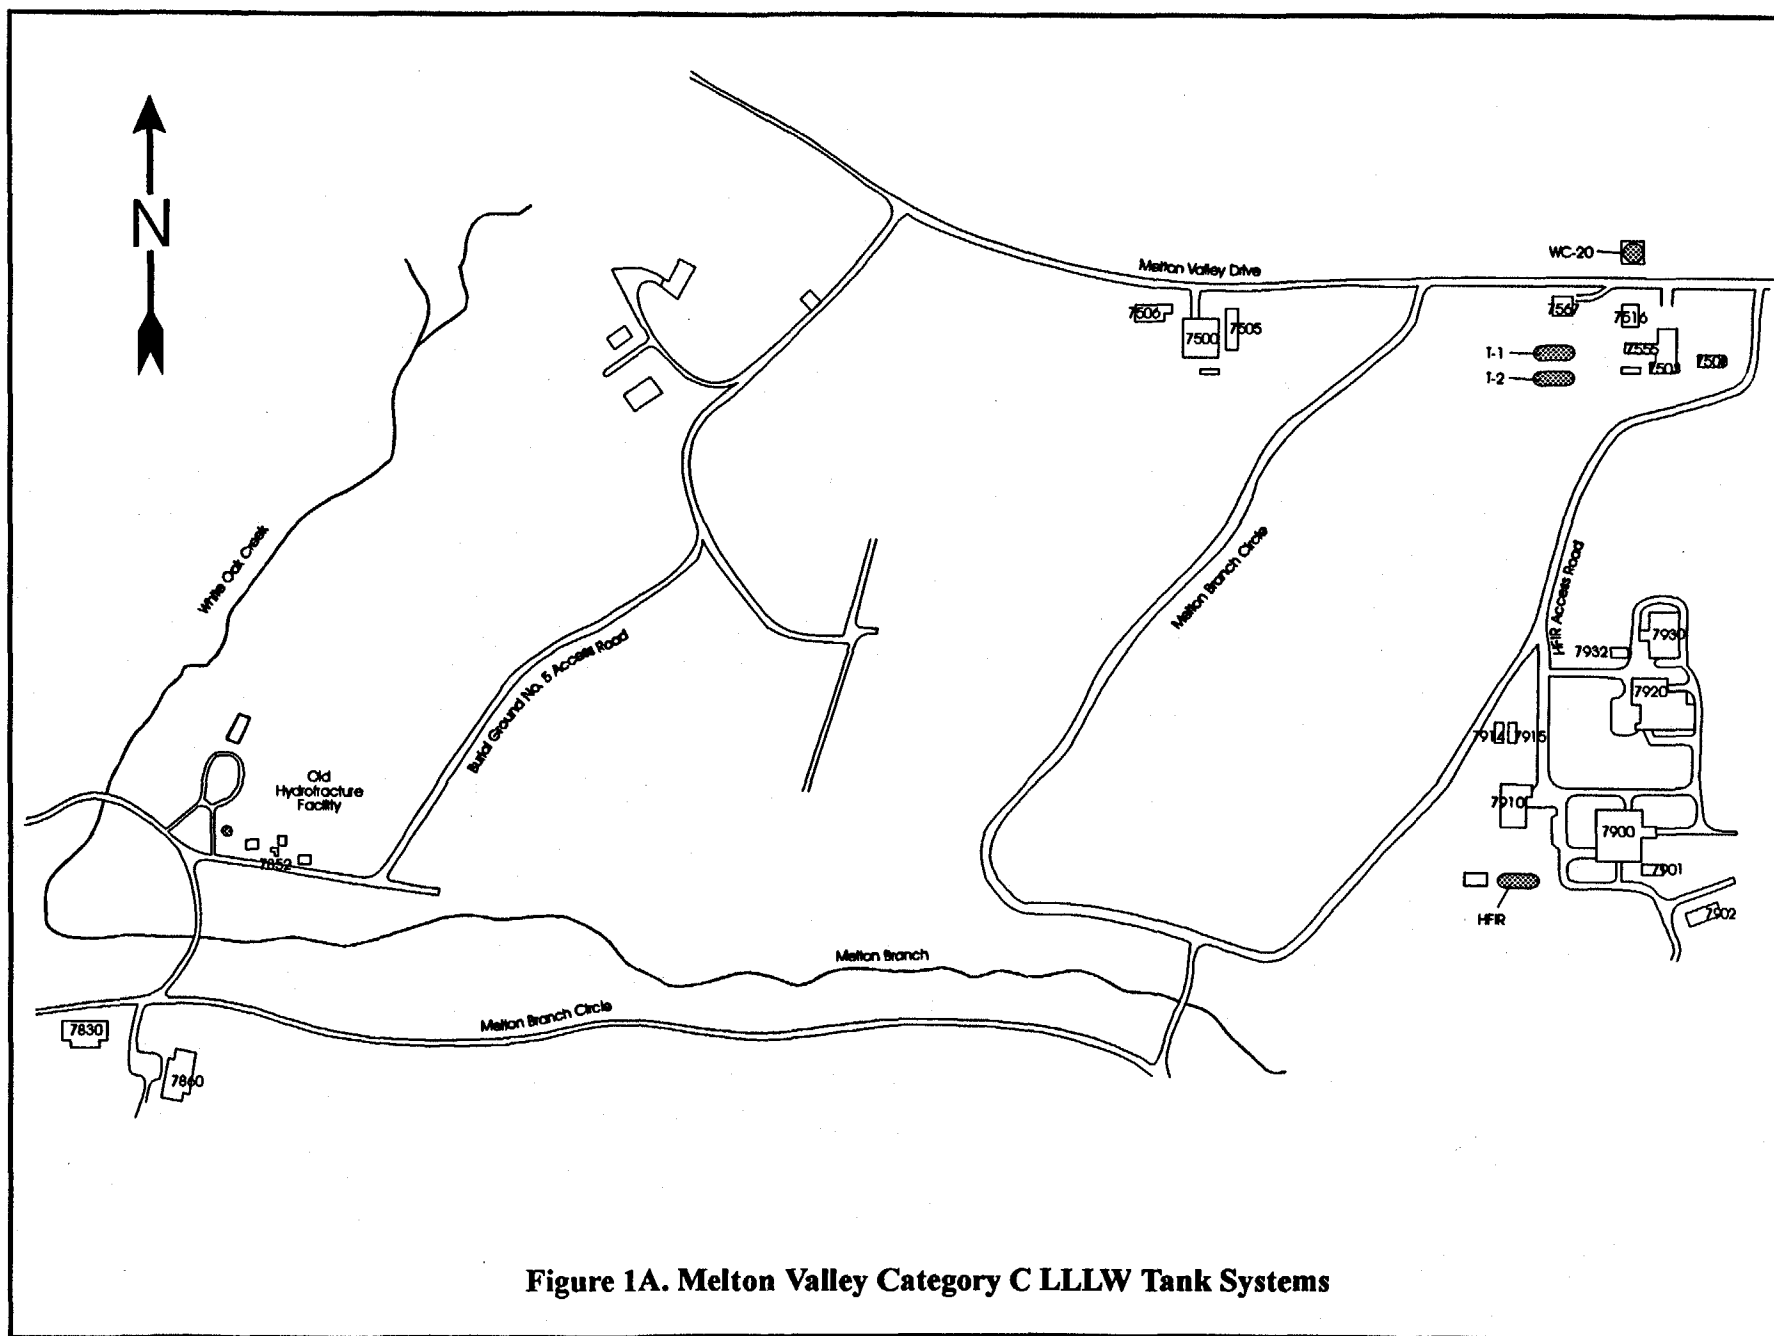 N
WC-20
Melton Valley Drive
7506
7500
7505
7567
7516
T-1
7555
7503
T-2
White Oak Creek
Melton Branch Circle
HFIR Access Road
7930
7932
7920
Burial Ground No. 5 Access Road
7914
7915
Old
Hydrofracture
Facility
7910
7900
7852
7901
HFIR
7902
Melton Branch
Melton Branch Circle
7830
7860
Figure 1A. Melton Valley Category C LLLW Tank Systems